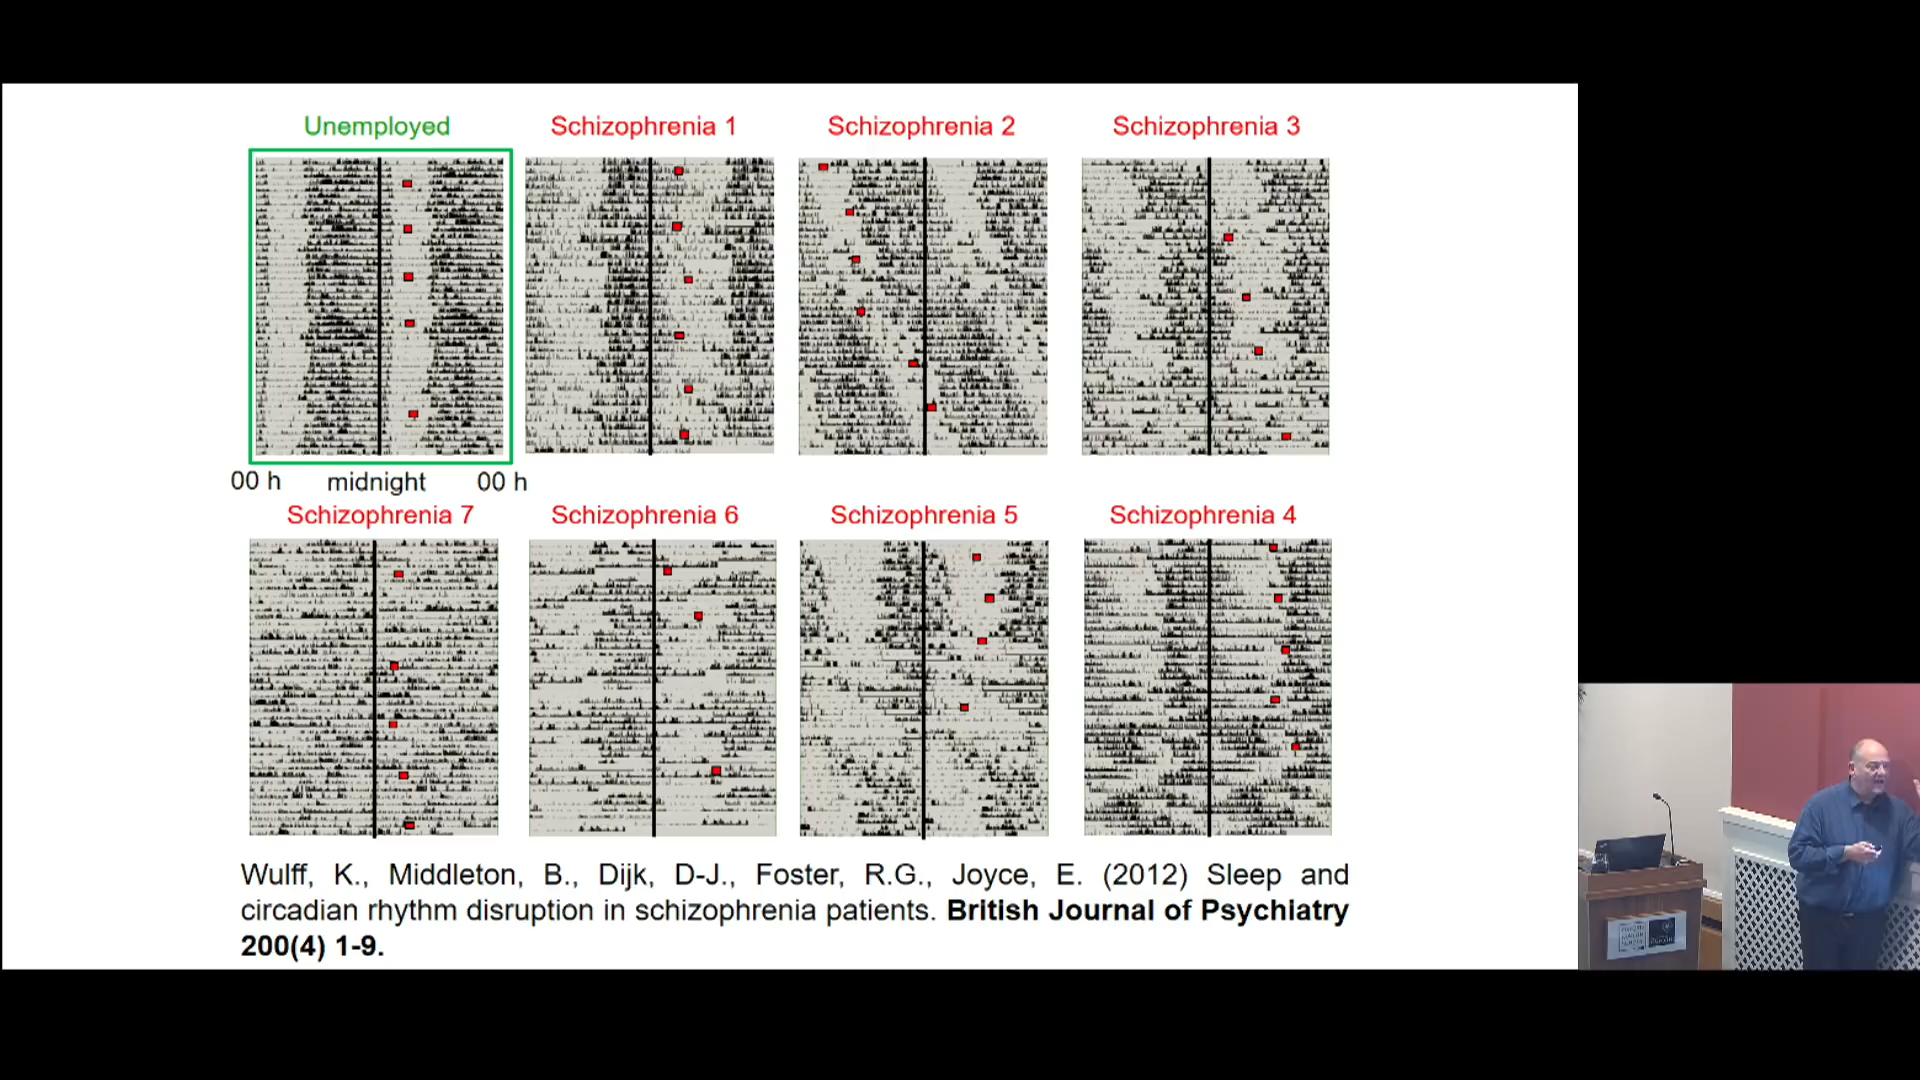 Unemployed
Schizophrenia 1
Schizophrenia 2
Schizophrenia 3
00 h midnight 00 h
Schizophrenia 7
Schizophrenia 6
Schizophrenia 5
Schizophrenia 4
Wulff, K., Middleton, B., Dijk, D-J., Foster, R.G., Joyce, E. (2012) Sleep and
circadian rhythm disruption in schizophrenia patients. British Journal of Psychiatry
200(4) 1-9.